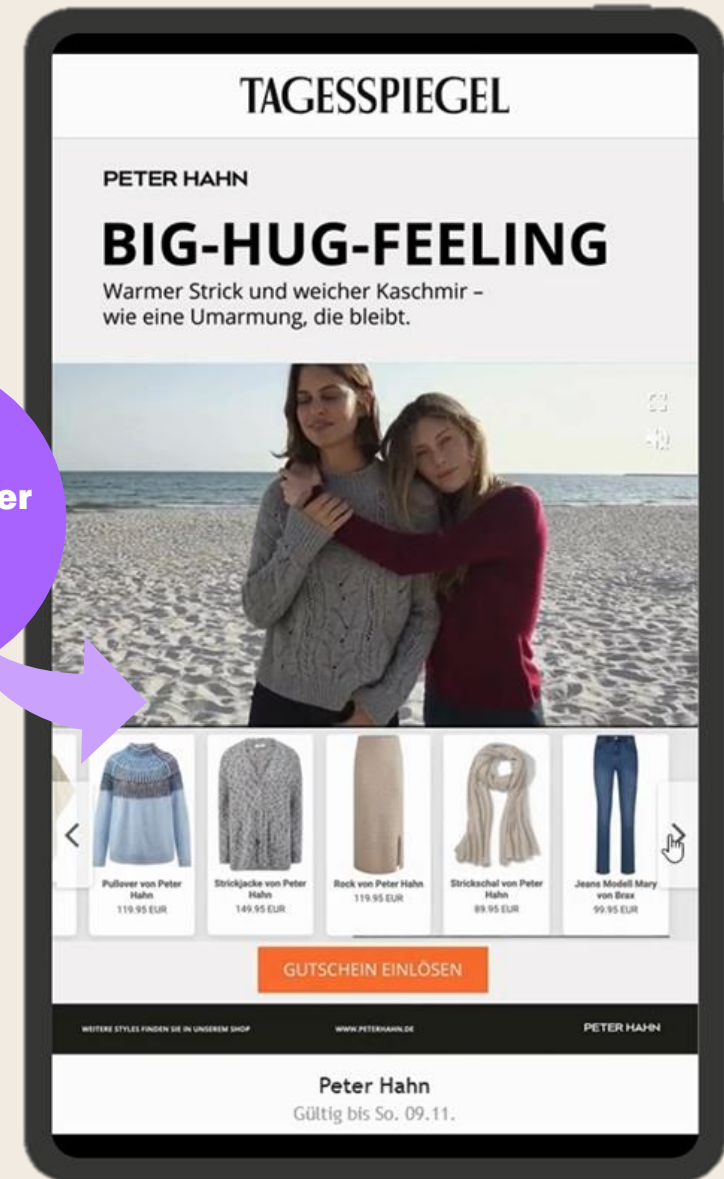 TAGESSPIEGEL
PETER HAHN
BIG-HUG-FEELING
Warmer Strick und weicher Kaschmir –
wie eine Umarmung, die bleibt.
er
Pullover von Peter
Hahn
119.95 EUR
Strickjacke von Peter
Hahn
149.95 EUR
Rock von Peter Hahn
119.95 EUR
Strickschal von Peter
Hahn
89.95 EUR
Jeans Modell Mary
von Brax
99.95 EUR
GUTSCHEIN EINLÖSEN
WEITERE STYLES FINDEN SIE IN UNSEREM SHOP
WWW.PETERHAHN.DE
PETER HAHN
Peter Hahn
Gültig bis So. 09.11.